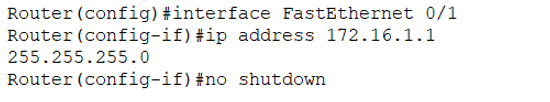 Router(config)#interface FastEthernet 0/1
Router(config-if)#ip address 172.16.1.1
255.255.255.0
Router(config-if)#no shutdown